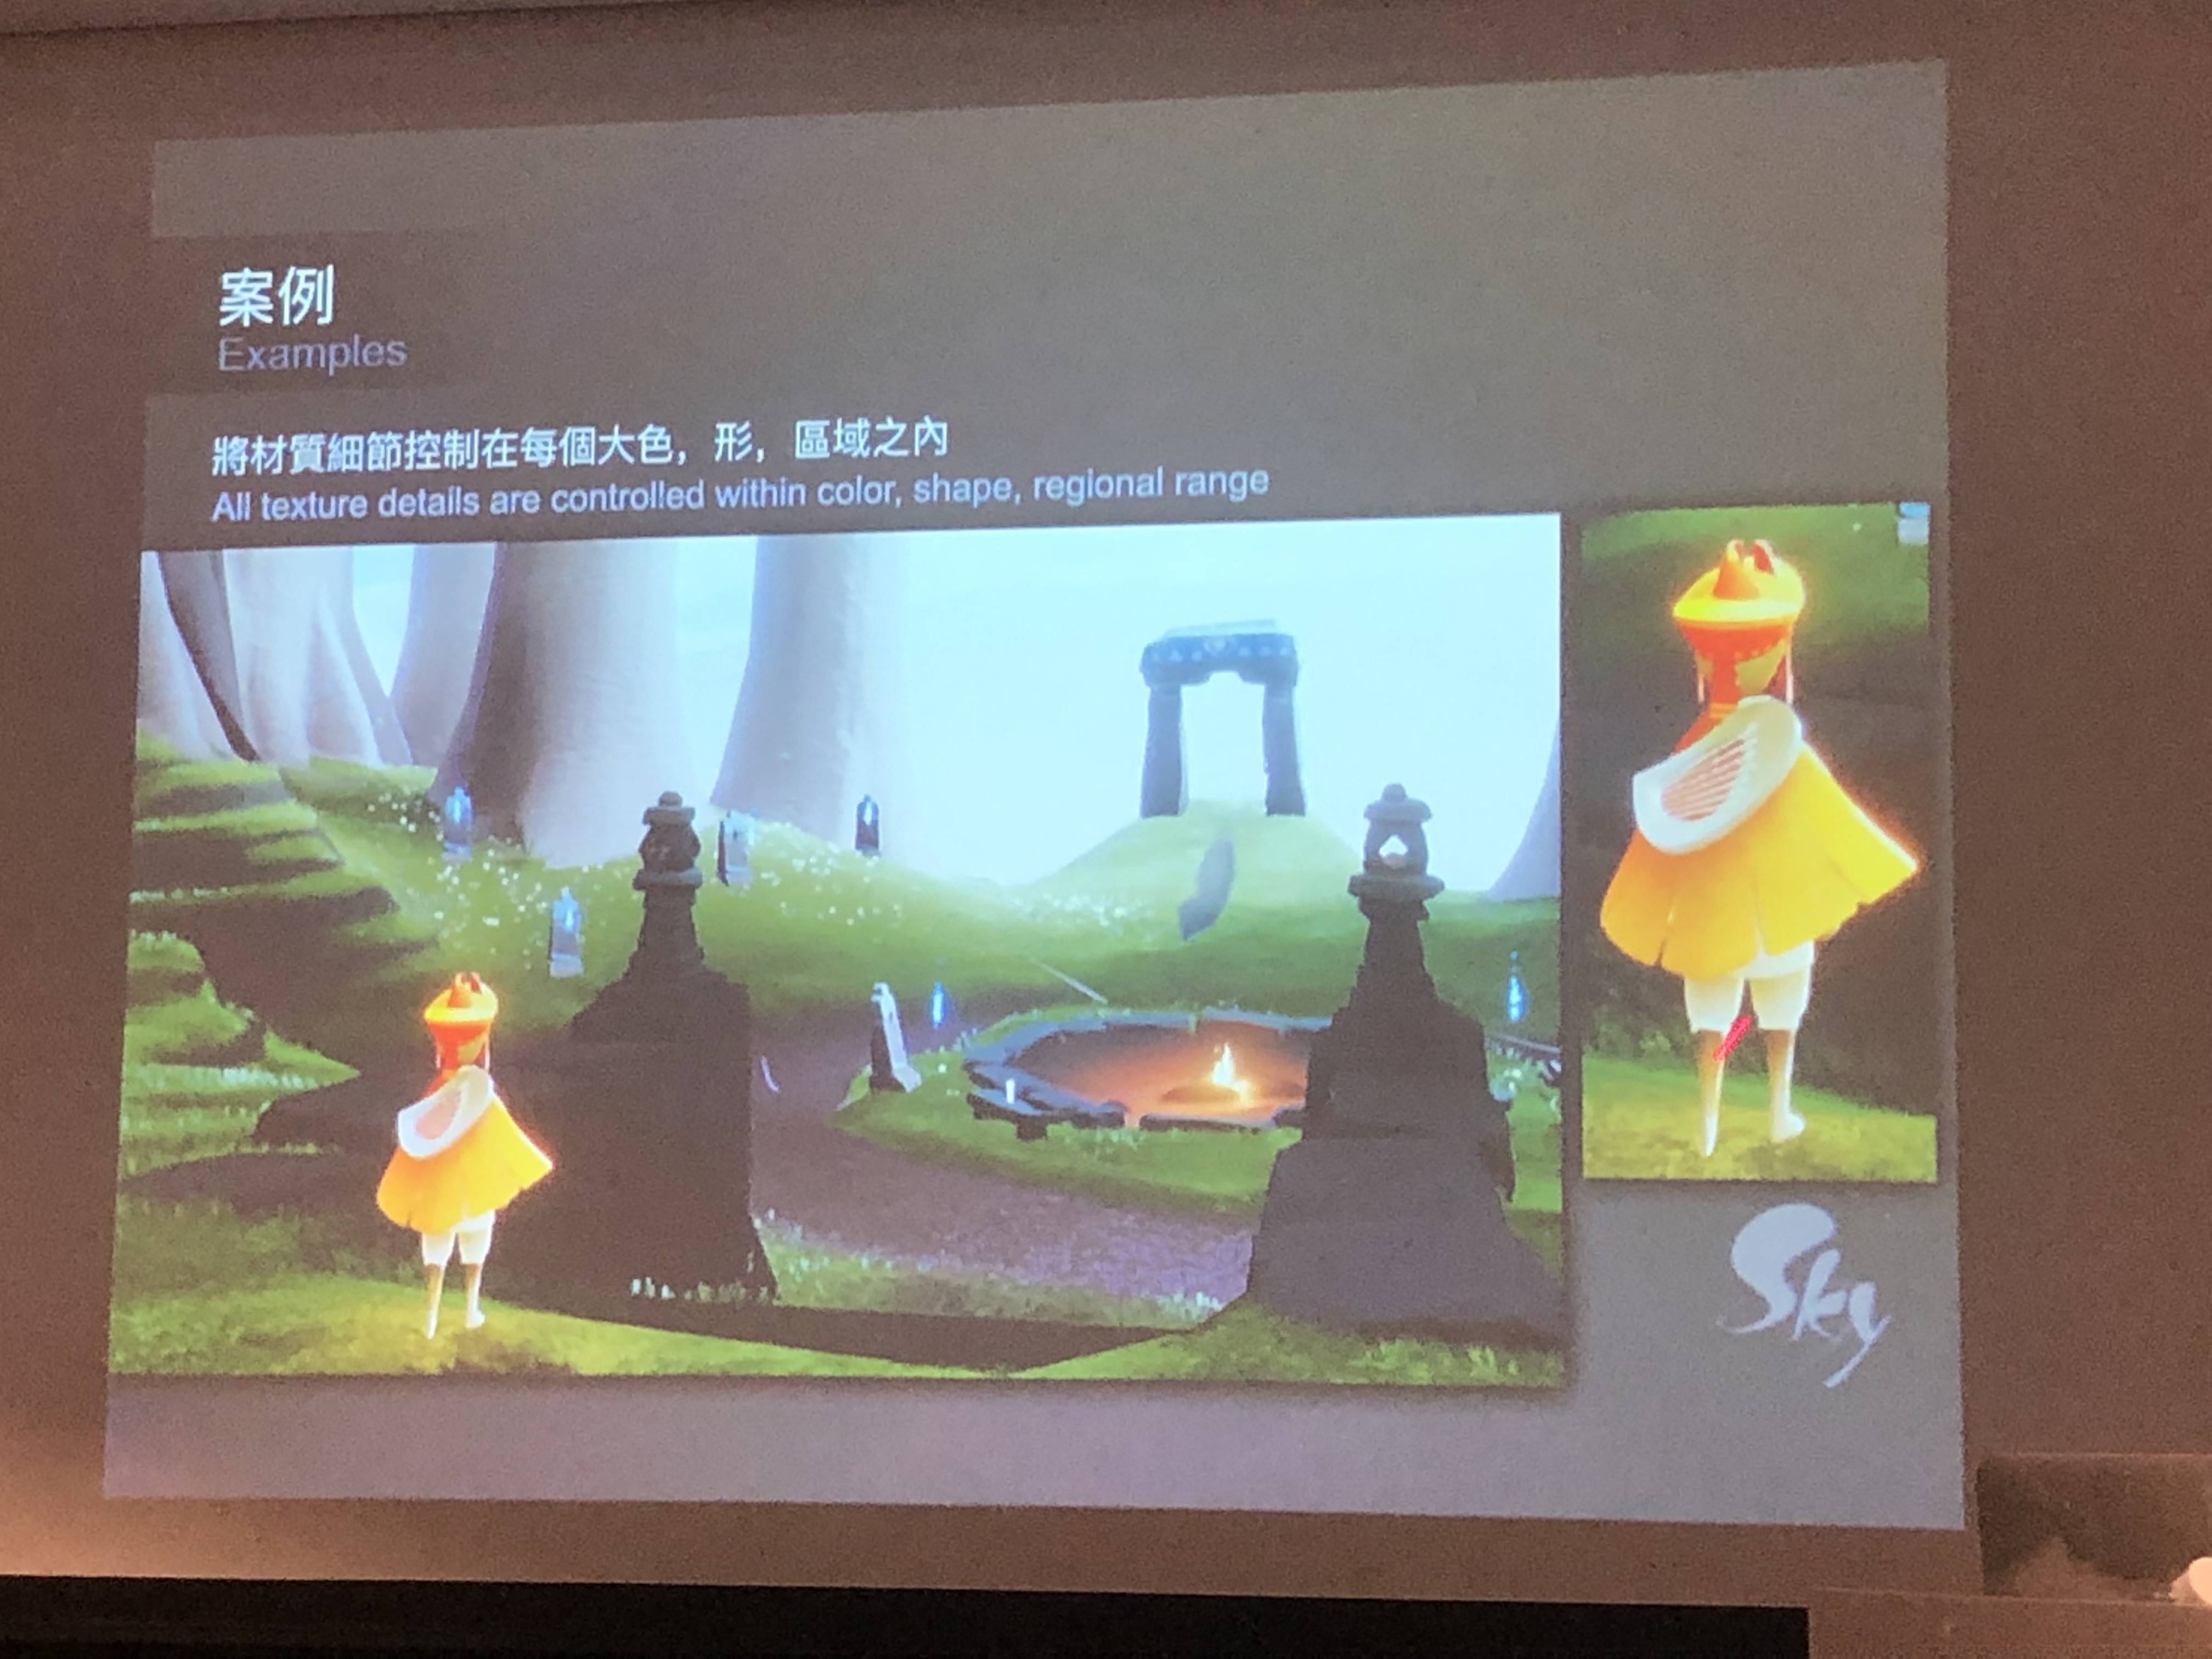 案例
Examples
將材質細節控制在每個大色，形，區域之內
All texture details are controlled within color, shape, regional range
Sky